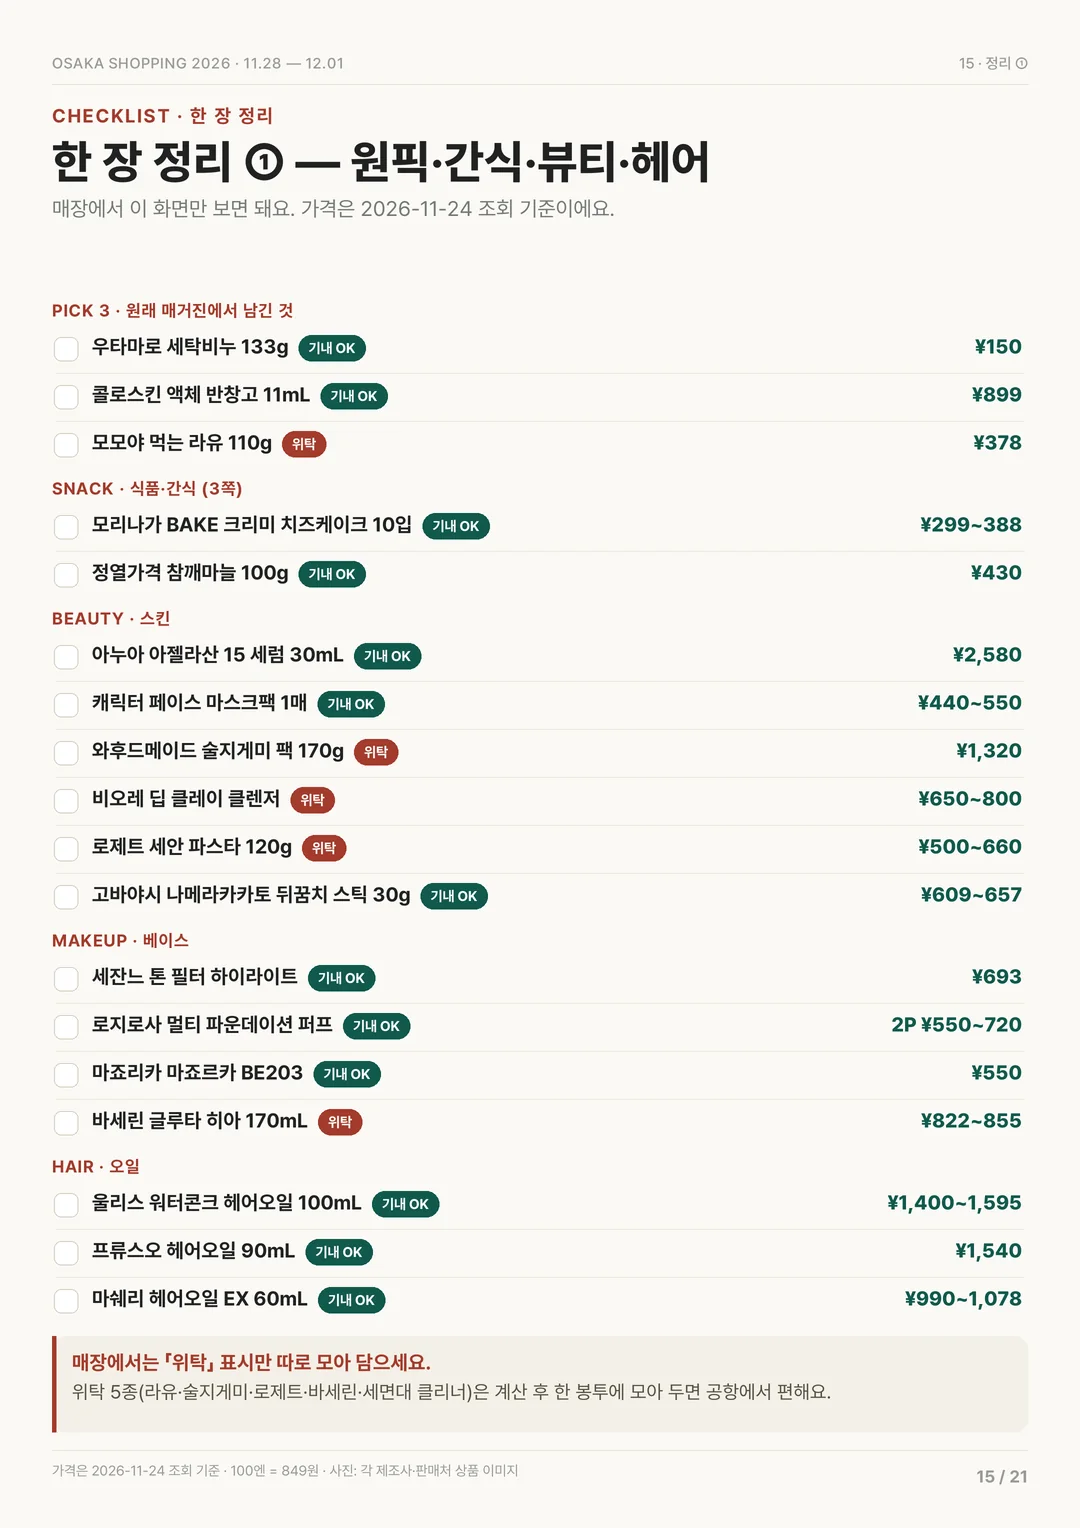 OSAKA SHOPPING 2026 · 11.28 — 12.01
15 · 정리 ①
CHECKLIST · 한 장 정리
한 장 정리 ① — 원픽·간식·뷰티·헤어
매장에서 이 화면만 보면 돼요. 가격은 2026-11-24 조회 기준이에요.
PICK 3 · 원래 매거진에서 남긴 것
우타마로 세탁비누 133g 기내 OK ¥150
콜로스킨 액체 반창고 11mL 기내 OK ¥899
모모야 먹는 라유 110g 위탁 ¥378
SNACK · 식품·간식 (3쪽)
모리나가 BAKE 크리미 치즈케이크 10입 기내 OK ¥299~388
정열가격 참깨마늘 100g 기내 OK ¥430
BEAUTY · 스킨
아누아 아젤라산 15 세럼 30mL 기내 OK ¥2,580
캐릭터 페이스 마스크팩 1매 기내 OK ¥440~550
와후드메이드 술지게미 팩 170g 위탁 ¥1,320
비오레 딥 클레이 클렌저 위탁 ¥650~800
로제트 세안 파스타 120g 위탁 ¥500~660
고바야시 나메라카카토 뒤꿈치 스틱 30g 기내 OK ¥609~657
MAKEUP · 베이스
세잔느 톤 필터 하이라이트 기내 OK ¥693
로지로사 멀티 파운데이션 퍼프 기내 OK 2P ¥550~720
마죠리카 마죠르카 BE203 기내 OK ¥550
바세린 글루타 히아 170mL 위탁 ¥822~855
HAIR · 오일
울리스 워터콘크 헤어오일 100mL 기내 OK ¥1,400~1,595
프류스오 헤어오일 90mL 기내 OK ¥1,540
마쉐리 헤어오일 EX 60mL 기내 OK ¥990~1,078
매장에서는 「위탁」 표시만 따로 모아 담으세요.
위탁 5종(라유·술지게미·로제트·바세린·세면대 클리너)은 계산 후 한 봉투에 모아 두면 공항에서 편해요.
가격은 2026-11-24 조회 기준 · 100엔 = 849원 · 사진: 각 제조사·판매처 상품 이미지
15 / 21